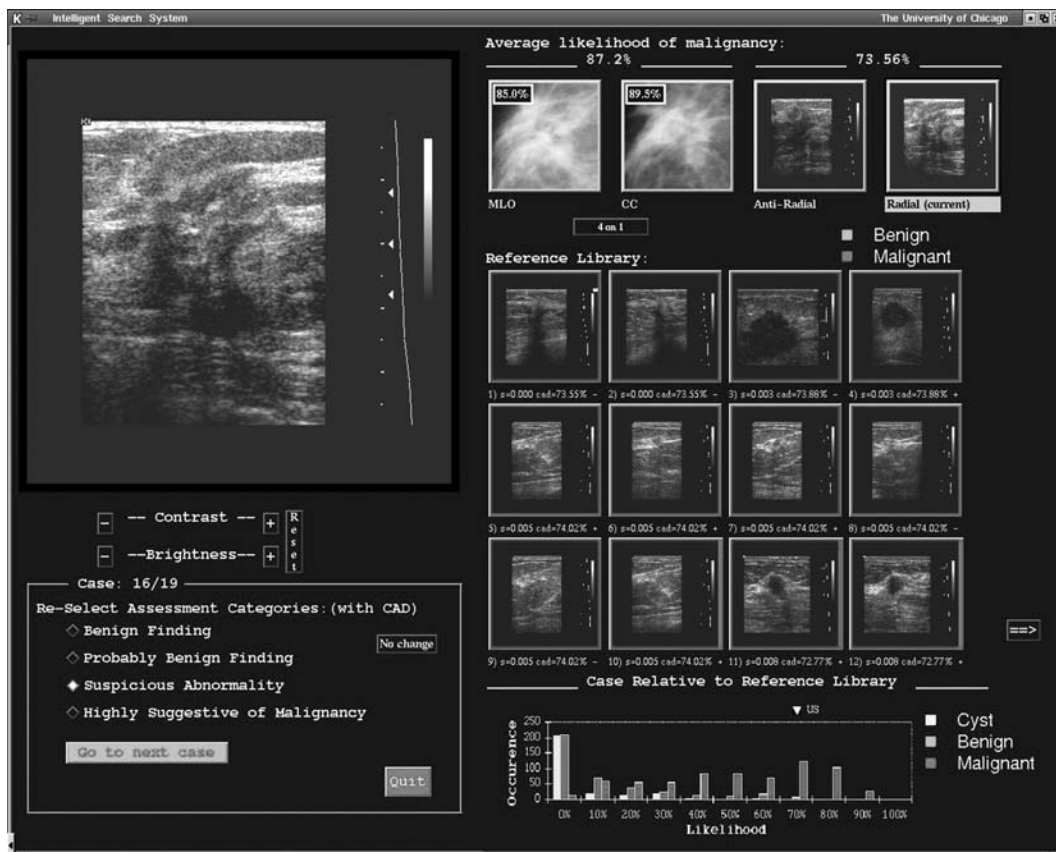 K Intelligent Search System
The University of Chicago
Average likelihood of malignancy:
87.2%
73.56%
85.0%
89.5%
MLO
CC
Anti-Radial
Radial (current)
4 on 1
Benign
Malignant
Reference Library:
1) s=0.000 cad=73.55% -
2) s=0.000 cad=73.55% -
3) s=0.003 cad=73.88% -
4) s=0.003 cad=73.88% +
5) s=0.005 cad=74.02% +
6) s=0.005 cad=74.02% +
7) s=0.005 cad=74.02% +
8) s=0.005 cad=74.02% -
9) s=0.005 cad=74.02% -
10) s=0.005 cad=74.02% +
11) s=0.008 cad=72.77% +
12) s=0.008 cad=72.77% +
==>
- -- Contrast -- +
Reset
- --Brightness-- +
Case: 16/19
Re-Select Assessment Categories:(with CAD)
Benign Finding
No change
Probably Benign Finding
Suspicious Abnormality
Highly Suggestive of Malignancy
Go to next case
Quit
Case Relative to Reference Library
US
Occurence
250
200
150
100
50
0
0% 10% 20% 30% 40% 50% 60% 70% 80% 90% 100%
Likelihood
Cyst
Benign
Malignant